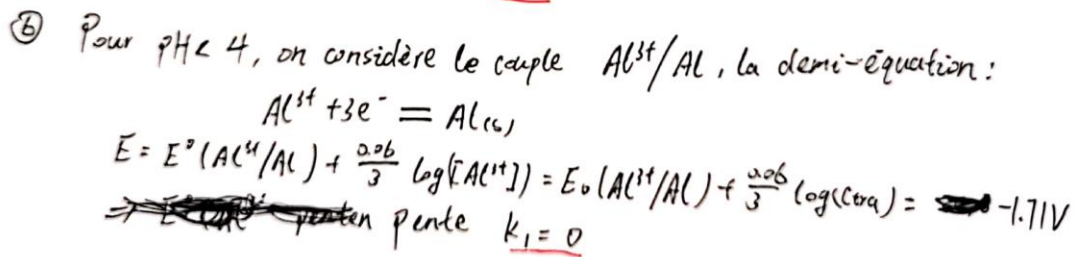 ⑥ Pour pH < 4, on considère le couple Al³⁺/Al, la demi-équation :
Al³⁺ + 3e⁻ = Al(s)
E = E°(Al³⁺/Al) + 0.06/3 log([Al³⁺]) = E₀(Al³⁺/Al) + 0.06/3 log(Ctra) = -1.71V
⇒ pente k₁ = 0